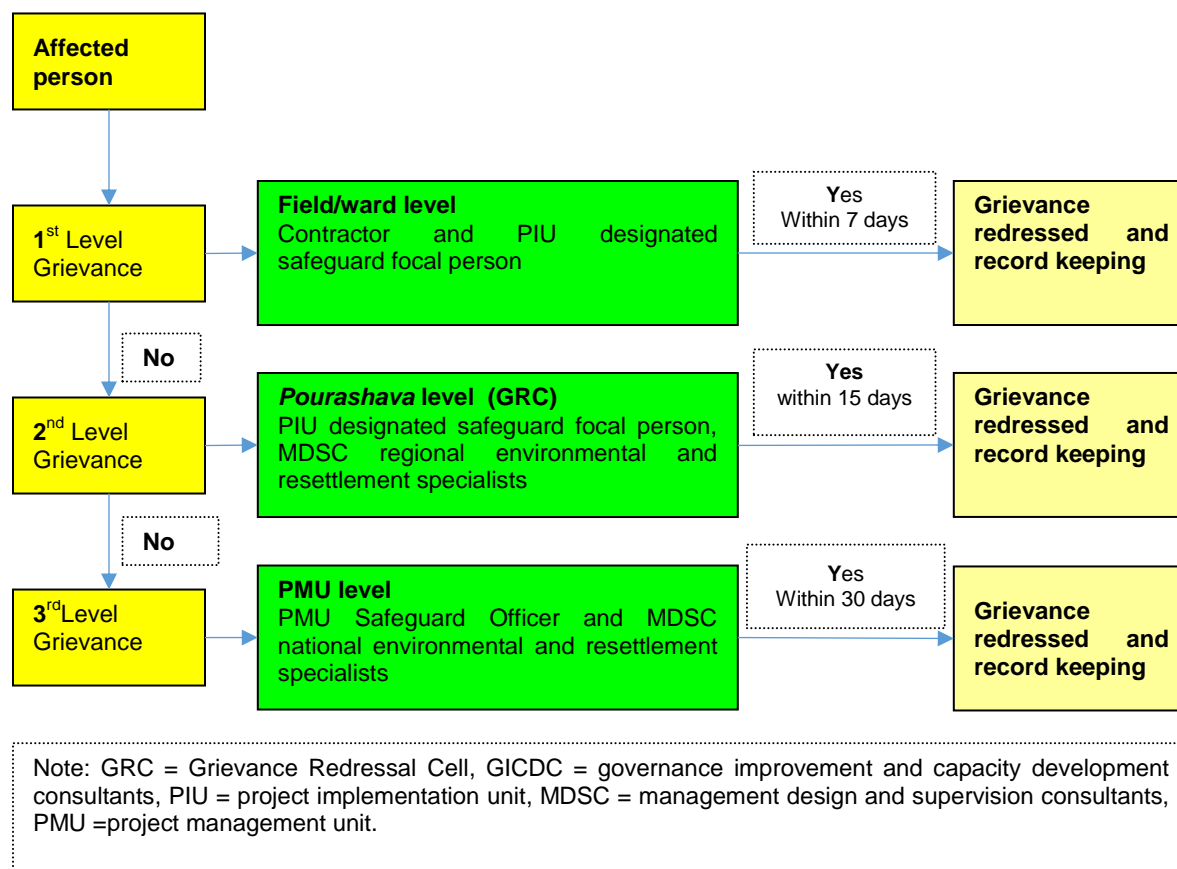 Affected
person
1st Level
Grievance
Field/ward level
Contractor and PIU designated
safeguard focal person
Yes
Within 7 days
Grievance
redressed and
record keeping
No
2nd Level
Grievance
Pourashava level (GRC)
PIU designated safeguard focal person,
MDSC regional environmental and
resettlement specialists
Yes
within 15 days
Grievance
redressed and
record keeping
No
3rdLevel
Grievance
PMU level
PMU Safeguard Officer and MDSC
national environmental and resettlement
specialists
Yes
Within 30 days
Grievance
redressed and
record keeping
Note: GRC = Grievance Redressal Cell, GICDC = governance improvement and capacity development
consultants, PIU = project implementation unit, MDSC = management design and supervision consultants,
PMU =project management unit.